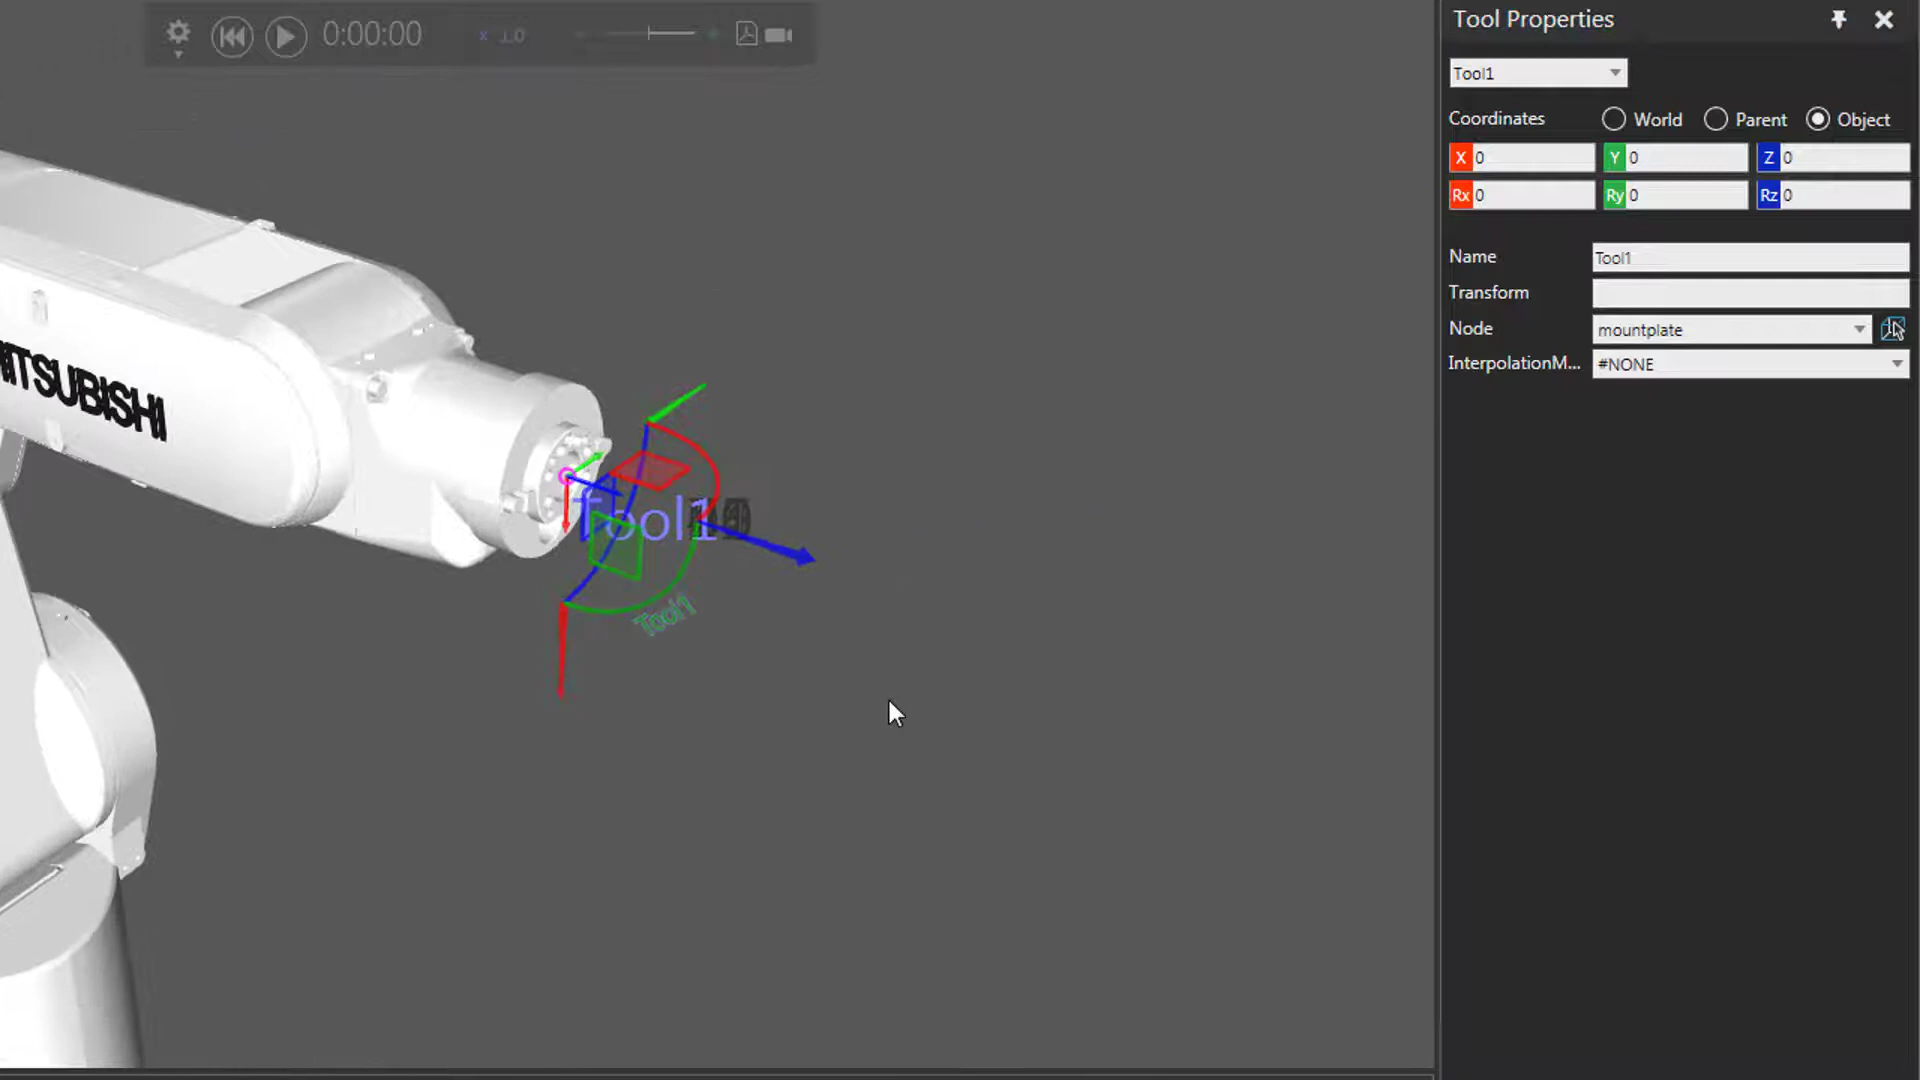 0:00:00
Tool Properties
Tool1
Coordinates World Parent Object
X 0 Y 0 Z 0
Rx 0 Ry 0 Rz 0
Name Tool1
Transform
Node mountplate
InterpolationM... #NONE
MITSUBISHI
Tool1
Tool1